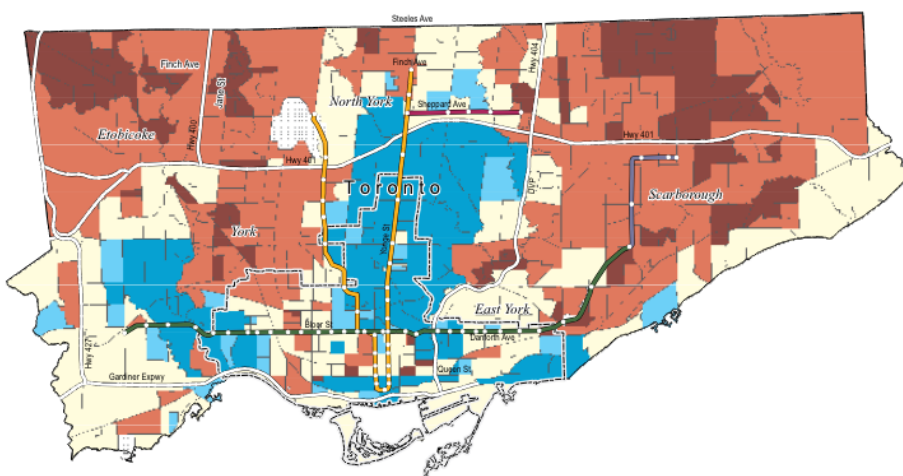 Steeles Ave
Finch Ave
Finch Ave
Hwy 404
Jane St
North York
Sheppard Ave
Etobicoke
Hwy 400
Hwy 401
Hwy 401
Toronto
DVP
Scarborough
York
Yonge St
East York
Bloor St
Danforth Ave
Hwy 427
Gardiner Expwy
Queen St